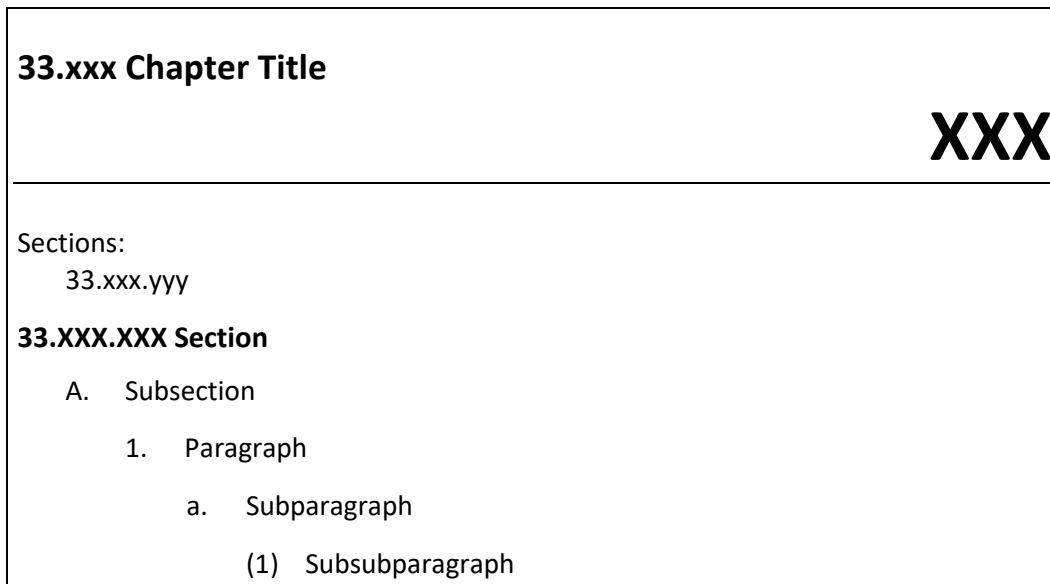 33.xxx Chapter Title
XXX
Sections:
33.xxx.yyy
33.XXX.XXX Section
A. Subsection
1. Paragraph
a. Subparagraph
(1) Subsubparagraph